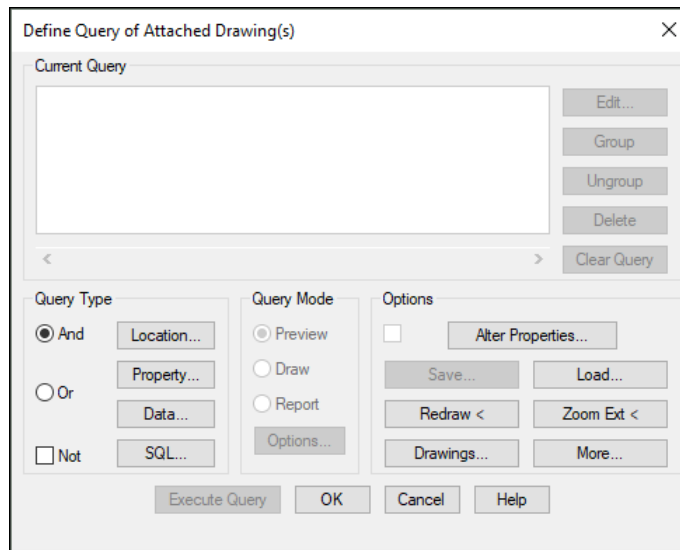 Define Query of Attached Drawing(s)
Current Query
Edit...
Group
Ungroup
Delete
Clear Query
Query Type
And
Or
Not
Location...
Property...
Data...
SQL...
Query Mode
Preview
Draw
Report
Options...
Options
Alter Properties...
Save...
Load...
Redraw <
Zoom Ext <
Drawings...
More...
Execute Query
OK
Cancel
Help